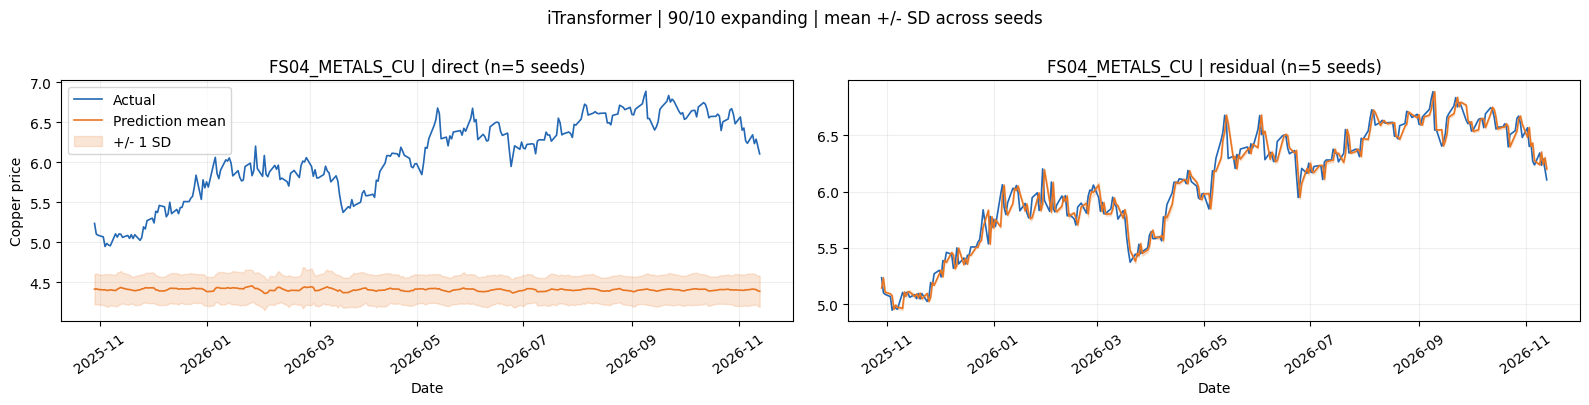 iTransformer | 90/10 expanding | mean +/- SD across seeds
FS04_METALS_CU | direct (n=5 seeds)
Actual
Prediction mean
+/- 1 SD
Copper price
7.0
6.5
6.0
5.5
5.0
4.5
2025-11
2026-01
2026-03
2026-05
2026-07
2026-09
2026-11
Date
FS04_METALS_CU | residual (n=5 seeds)
6.5
6.0
5.5
5.0
2025-11
2026-01
2026-03
2026-05
2026-07
2026-09
2026-11
Date